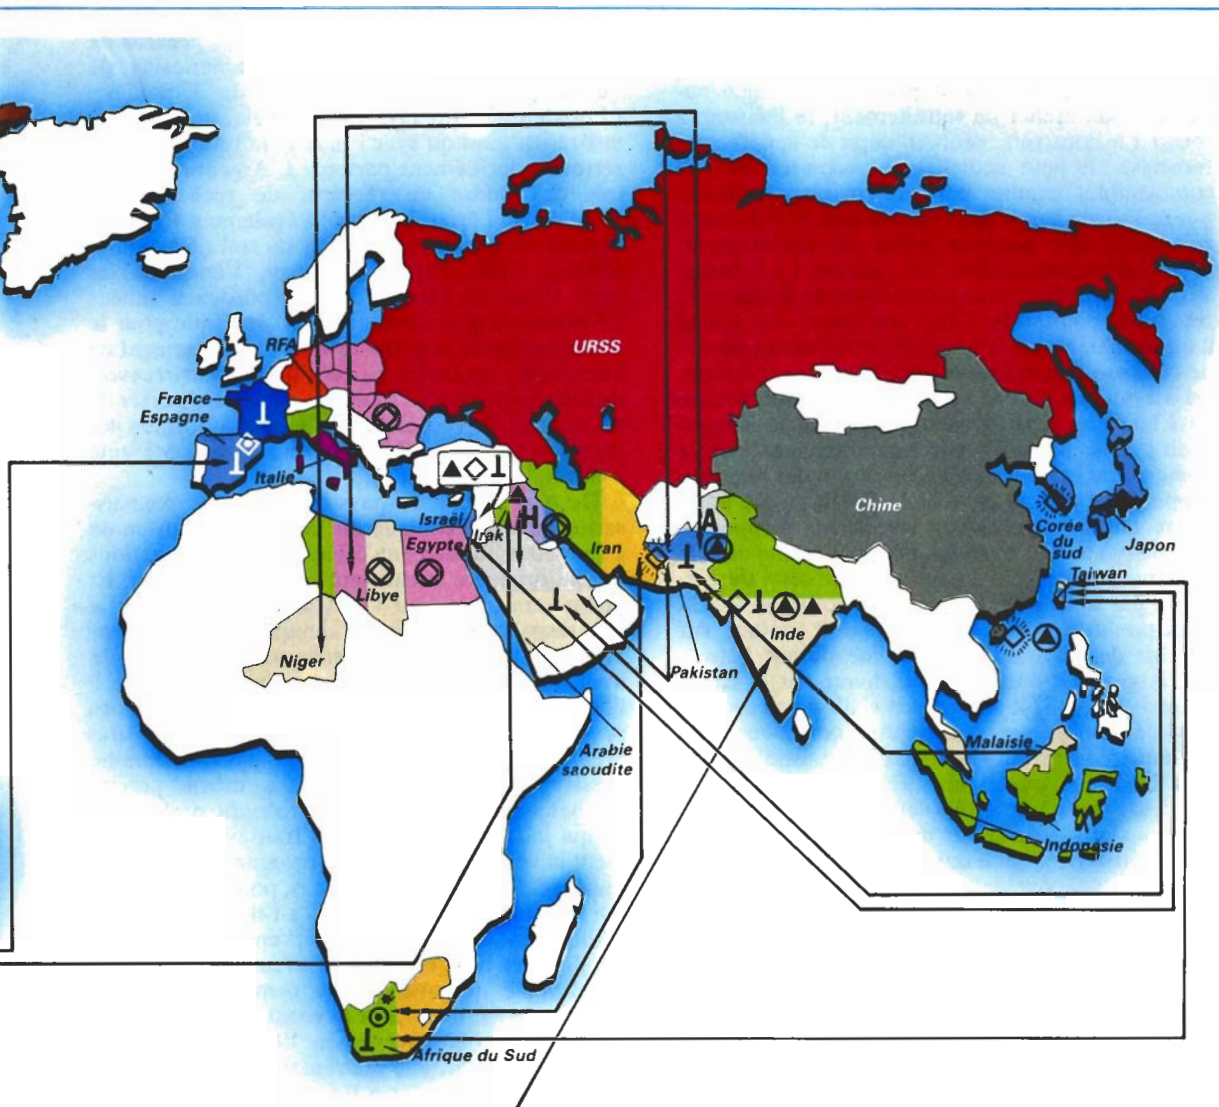 URSS
RFA
France
Espagne
Italie
Chine
Corée
du
sud
Japon
Israël
Irak
Iran
Egypte
Libye
Taiwan
A
H
Niger
Inde
Pakistan
Malaisie
Arabie
saoudite
Indonésie
Afrique du Sud